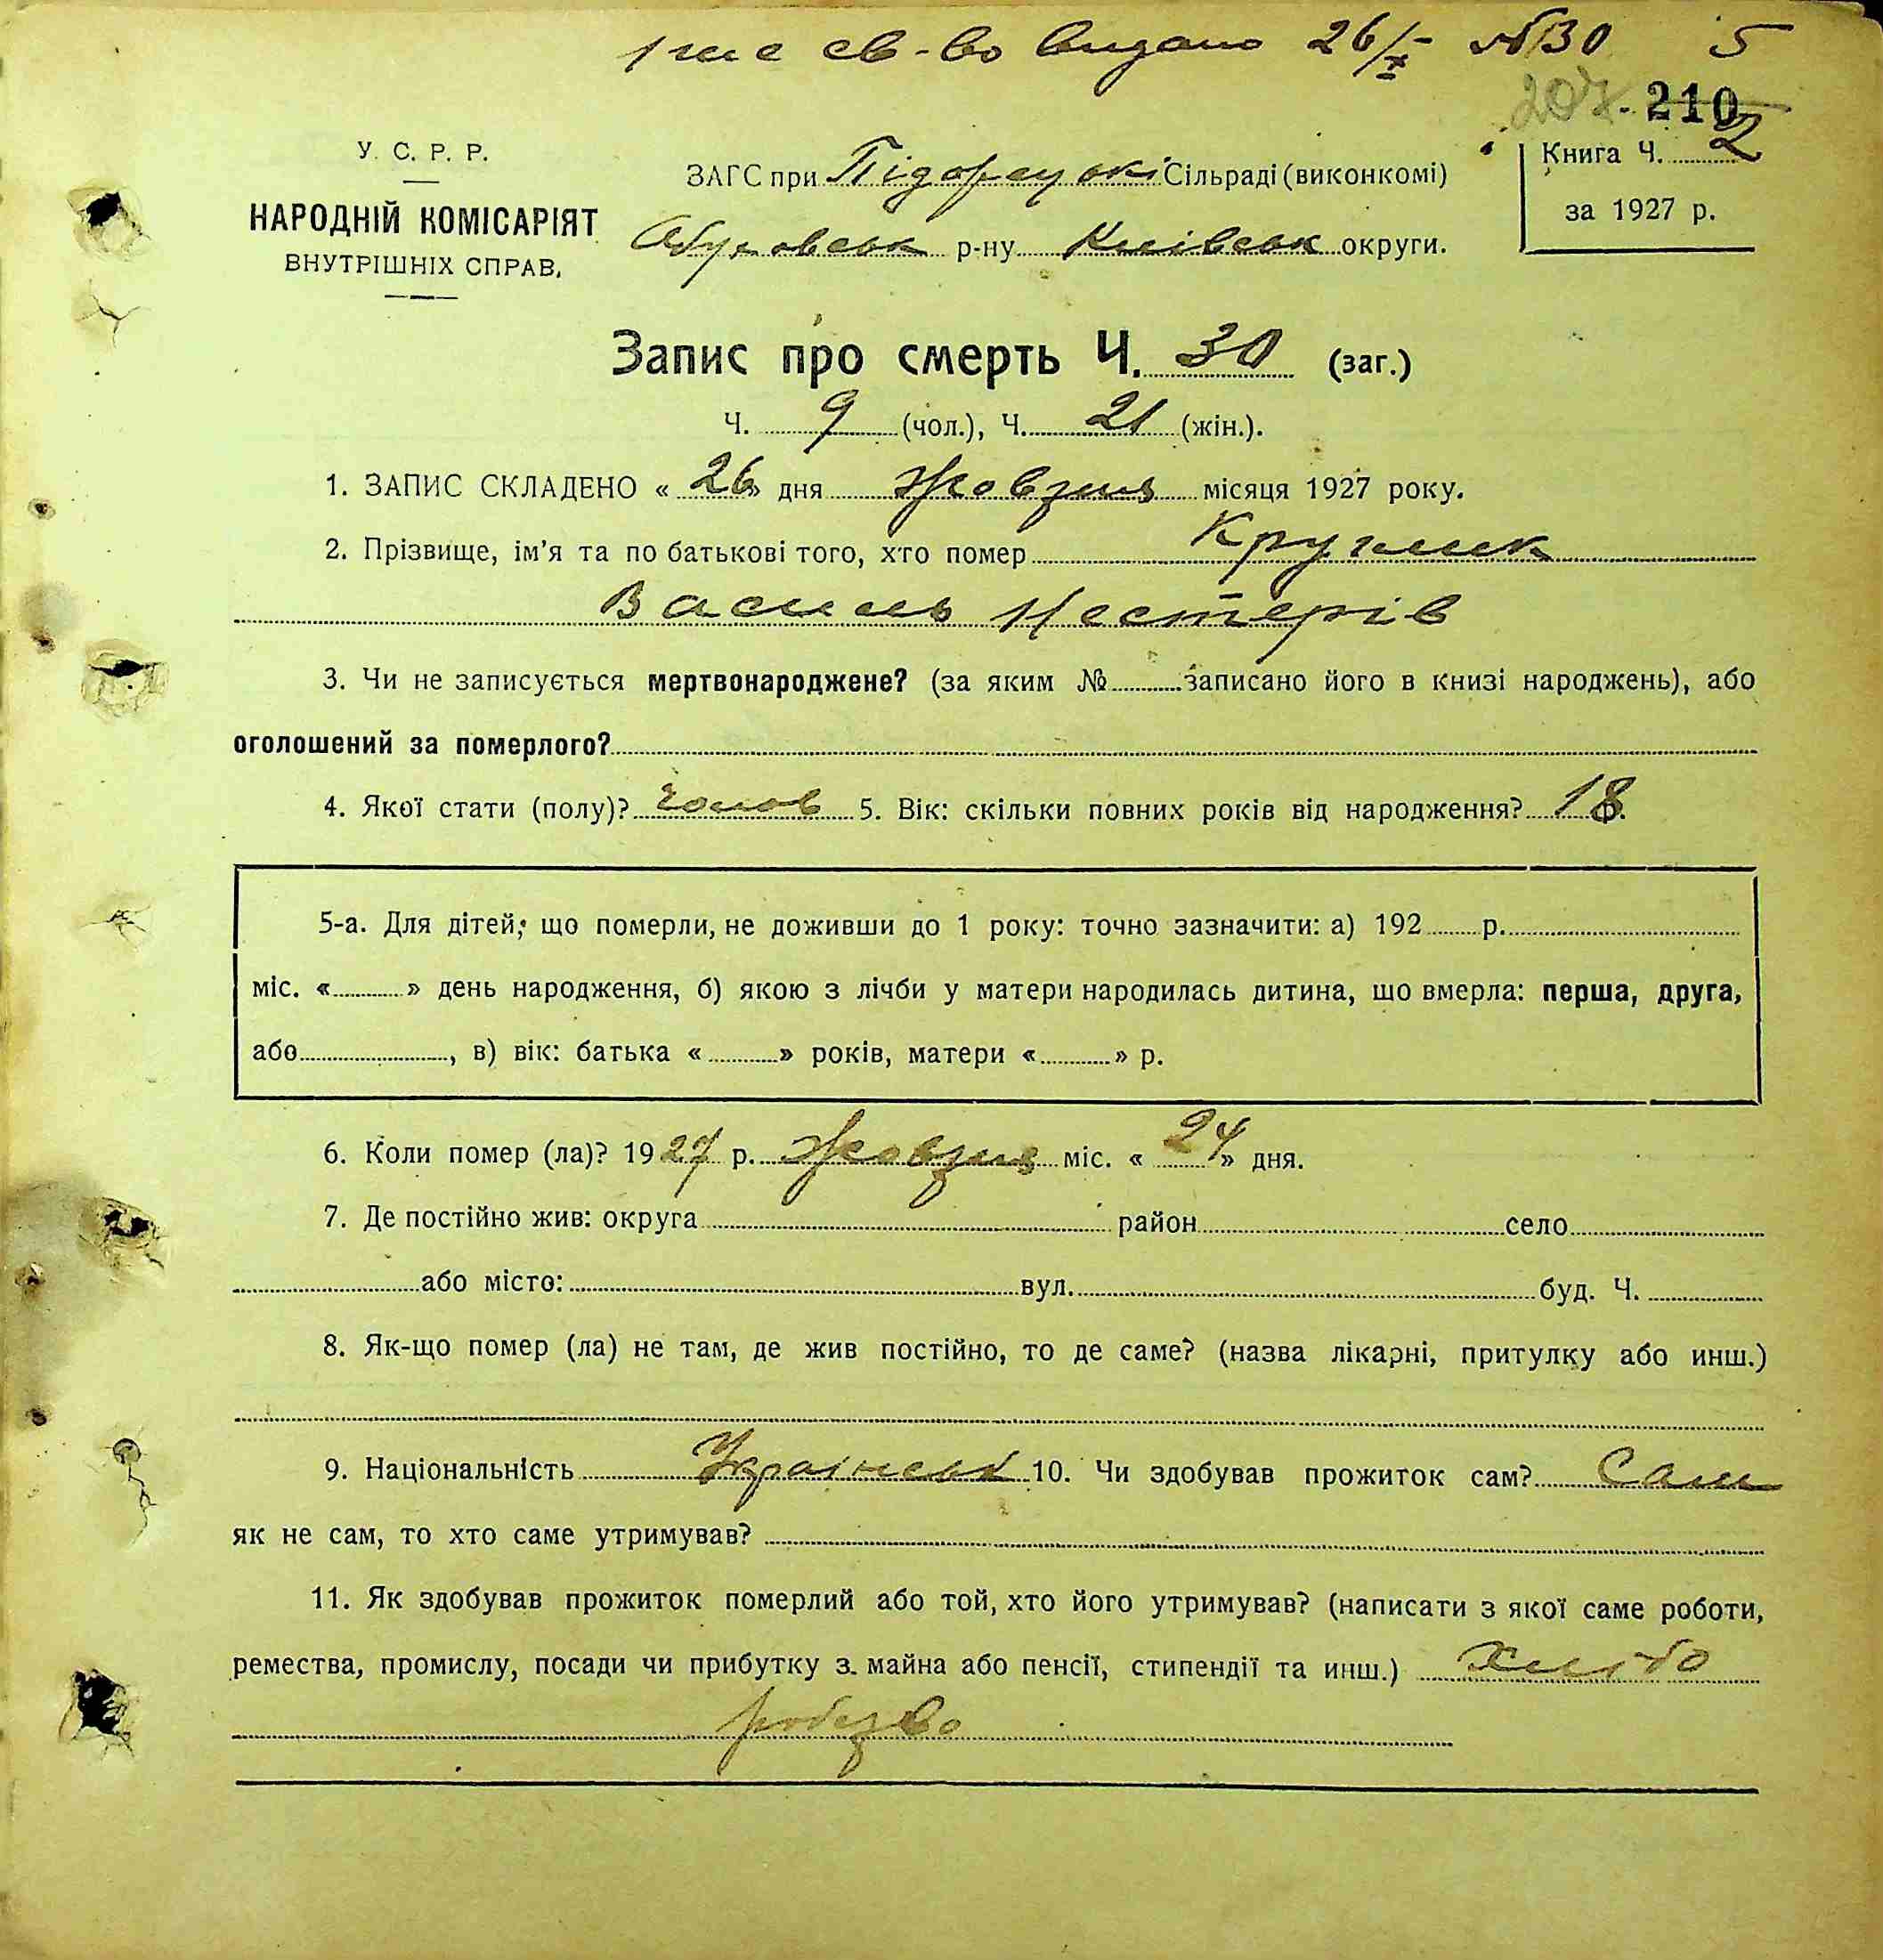 св-во видано 26/X №30 5
207. 210
У. С. Р. Р.
НАРОДНІЙ КОМІСАРІЯТ
ВНУТРІШНІХ СПРАВ.
ЗАГС при Підгорецькі Сільраді (виконкомі)
Обуховськ р-ну Київськ округи.
Книга Ч. 2
за 1927 р.
Запис про смерть Ч. 30 (заг.)
Ч. 9 (чол.), Ч. 21 (жін.).
1. ЗАПИС СКЛАДЕНО « 26 » дня Жовтня місяця 1927 року.
2. Прізвище, ім'я та по батькові того, хто помер
Василь Нестерів
3. Чи не записується мертвонароджене? (за яким № записано його в книзі народжень), або
оголошений за померлого?
4. Якої стати (полу)? Чолов 5. Вік: скільки повних років від народження? 18
5-а. Для дітей, що померли, не доживши до 1 року: точно зазначити: а) 192 р.
міс. « » день народження, б) якою з лічби у матери народилась дитина, що вмерла: перша, друга,
або , в) вік: батька « » років, матери « » р.
6. Коли помер (ла)? 1927 р. Жовтня міс. « 24 » дня.
7. Де постійно жив: округа район село
або місто: вул. буд. Ч.
8. Як-що помер (ла) не там, де жив постійно, то де саме? (назва лікарні, притулку або инш.)
9. Національність Українськ 10. Чи здобував прожиток сам? Сам
як не сам, то хто саме утримував?
11. Як здобував прожиток померлий або той, хто його утримував? (написати з якої саме роботи,
ремества, промислу, посади чи прибутку з майна або пенсії, стипендії та инш.) Хлібо
робство